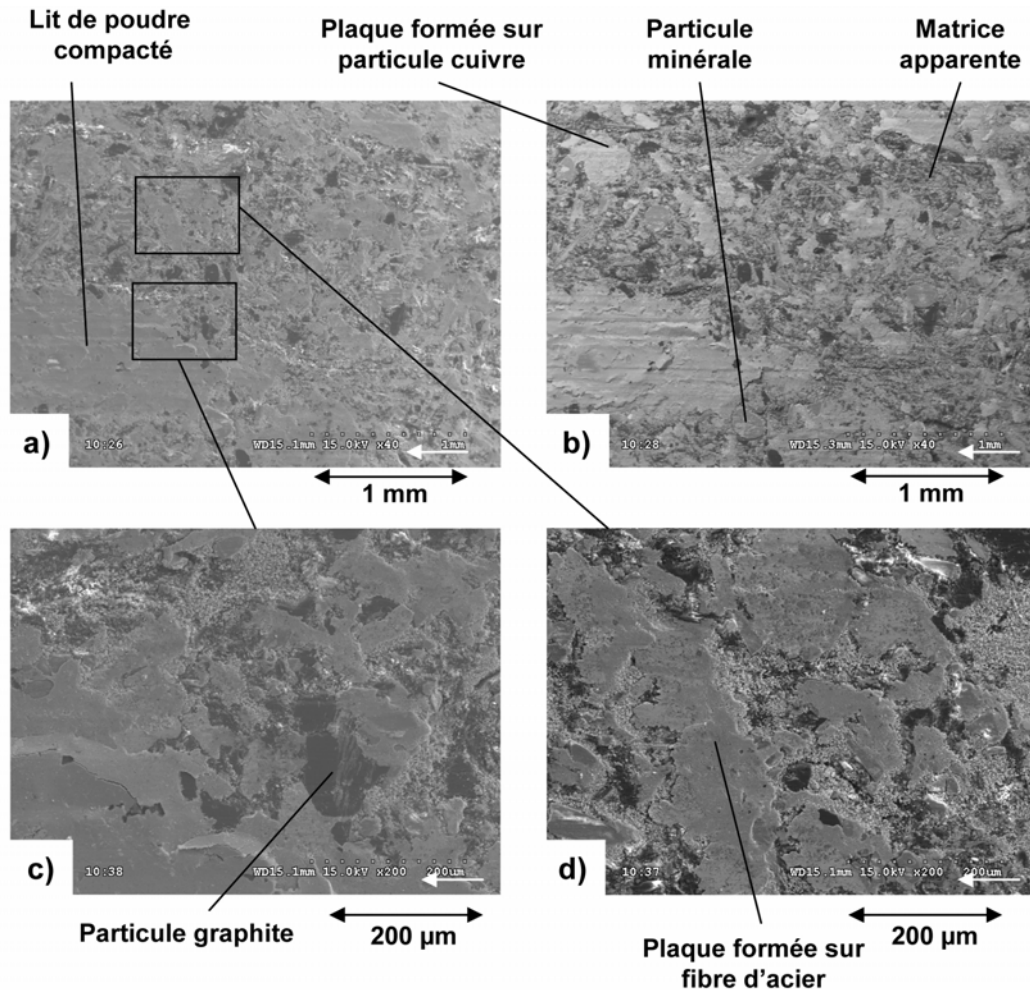 Lit de poudre
compacté
Plaque formée sur
particule cuivre
Particule
minérale
Matrice
apparente
a)
10:26
WD15.1mm 15.0kV x40
1mm
1 mm
b)
10:28
WD15.3mm 15.0kV x40
1mm
1 mm
c)
10:38
WD15.1mm 15.0kV x200
200um
Particule graphite
200 µm
d)
10:37
WD15.1mm 15.0kV x200
200um
Plaque formée sur
fibre d'acier
200 µm